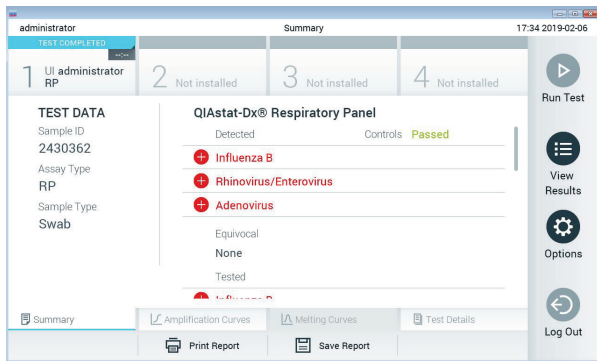 administrator Summary 17:34 2019-02-06
TEST COMPLETED
--:--
1 UI administrator RP
2 Not installed
3 Not installed
4 Not installed
Run Test
TEST DATA
Sample ID
2430362
Assay Type
RP
Sample Type
Swab
QIAstat-Dx® Respiratory Panel
Detected Controls Passed
Influenza B
Rhinovirus/Enterovirus
Adenovirus
Equivocal
None
Tested
Influenza B
View Results
Options
Log Out
Summary Amplification Curves Melting Curves Test Details
Print Report Save Report